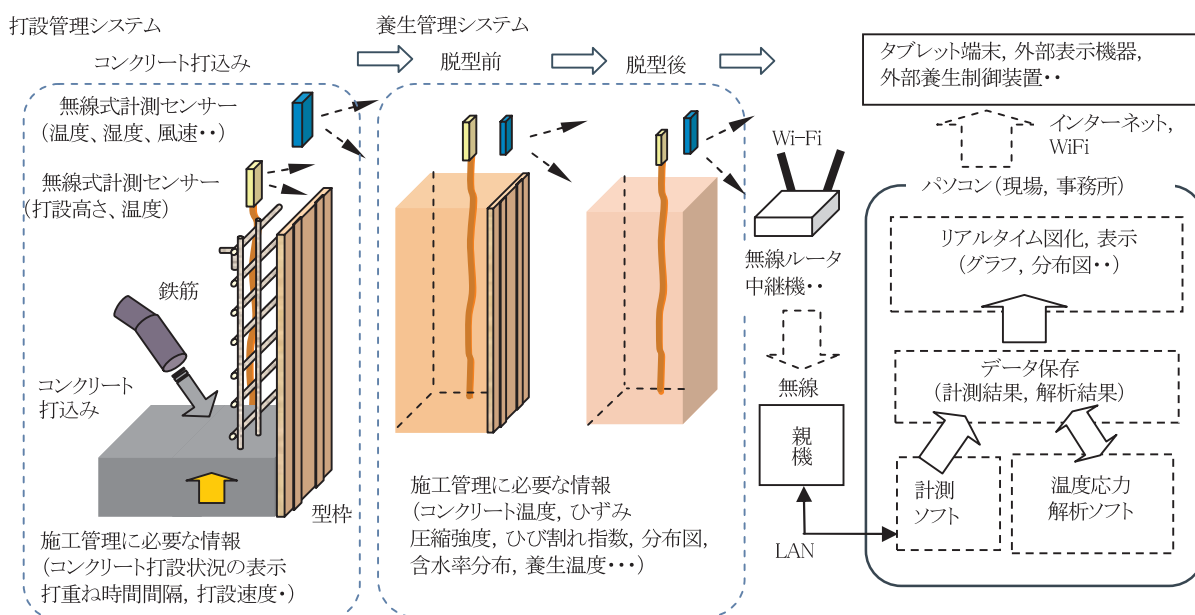 打設管理システム
養生管理システム
コンクリート打込み
脱型前
脱型後
無線式計測センサー
(温度、湿度、風速・・)
無線式計測センサー
(打設高さ、温度)
鉄筋
コンクリート
打込み
型枠
施工管理に必要な情報
(コンクリート打設状況の表示
打重ね時間間隔, 打設速度・)
施工管理に必要な情報
(コンクリート温度, ひずみ
圧縮強度, ひび割れ指数, 分布図,
含水率分布, 養生温度・・・)
Wi-Fi
無線ルータ
中継機・・
無線
親機
LAN
タブレット端末, 外部表示機器,
外部養生制御装置・・
インターネット,
WiFi
パソコン(現場, 事務所)
リアルタイム図化, 表示
(グラフ, 分布図・・)
データ保存
(計測結果, 解析結果)
計測
ソフト
温度応力
解析ソフト